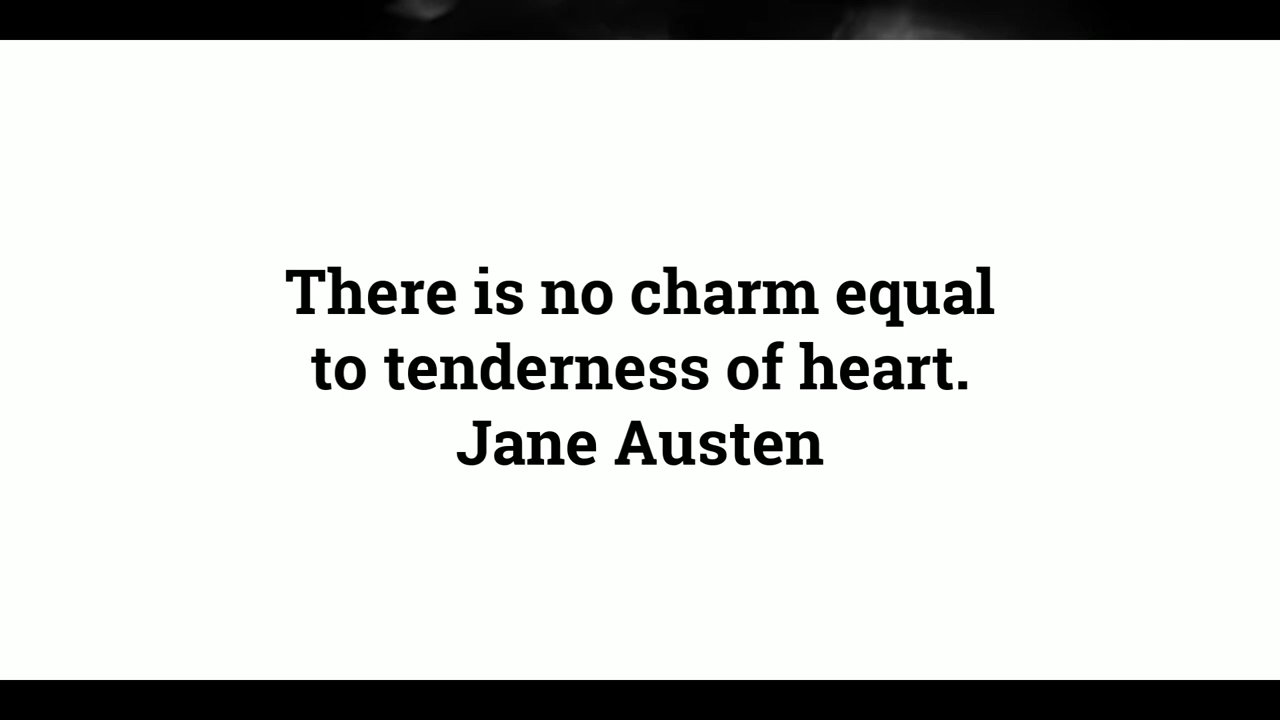 There is no charm equal
to tenderness of heart.
Jane Austen